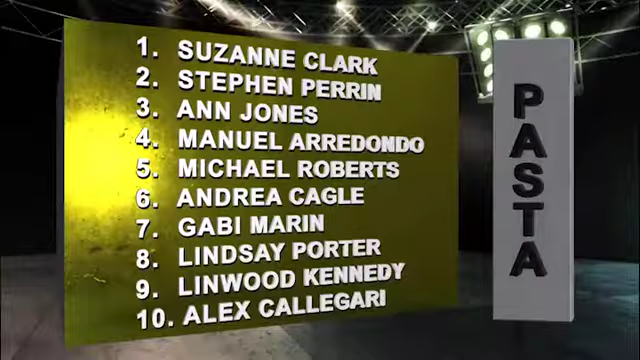 1. SUZANNE CLARK
2. STEPHEN PERRIN
3. ANN JONES
4. MANUEL ARREDONDO
5. MICHAEL ROBERTS
6. ANDREA CAGLE
7. GABI MARIN
8. LINDSAY PORTER
9. LINWOOD KENNEDY
10. ALEX CALLEGARI
PASTA